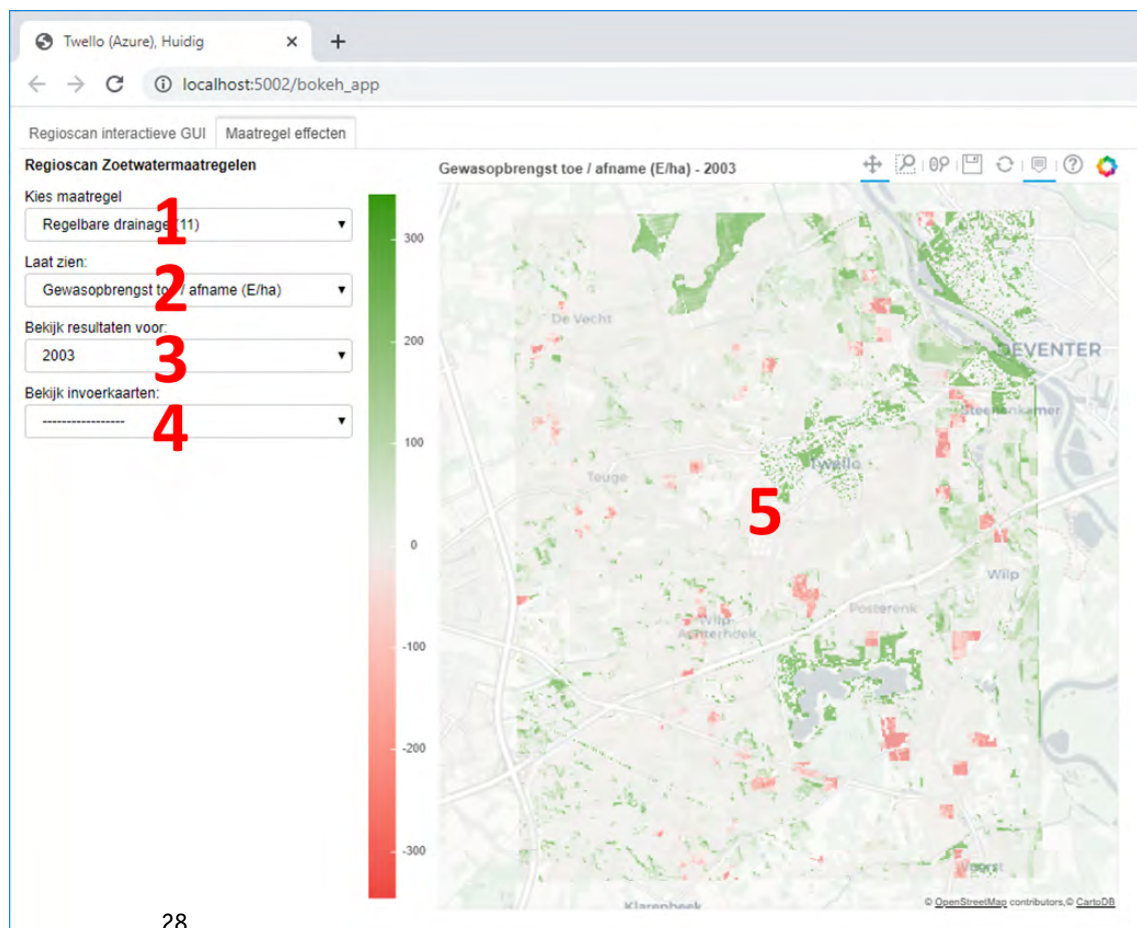 Twello (Azure), Huidig
localhost:5002/bokeh_app
Regioscan interactieve GUI
Maatregel effecten
Regioscan Zoetwatermaatregelen
Kies maatregel
Regelbare drainage (11)
1
Laat zien:
Gewasopbrengst toe / afname (E/ha)
2
Bekijk resultaten voor:
2003
3
Bekijk invoerkaarten:
-----------------
4
300
200
100
0
-100
-200
-300
Gewasopbrengst toe / afname (E/ha) - 2003
De Vecht
DEVENTER
Steenenkamer
Twello
Teuge
5
Wilp
Posterenk
Wilp-
Achterhoek
Voorst
Klarenbeek
© OpenStreetMap contributors,© CartoDB
28